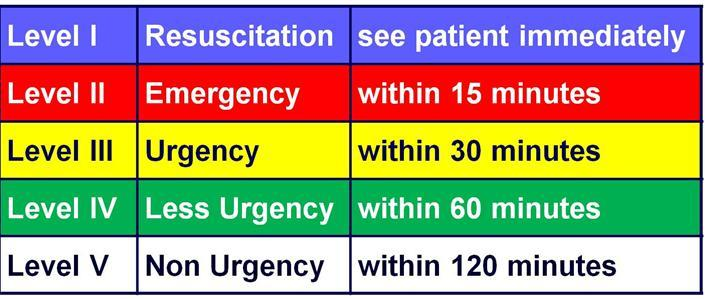 Level I Resuscitation see patient immediately
Level II Emergency within 15 minutes
Level III Urgency within 30 minutes
Level IV Less Urgency within 60 minutes
Level V Non Urgency within 120 minutes